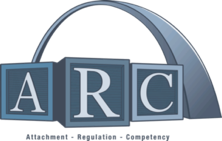 ARC
Attachment - Regulation - Competency